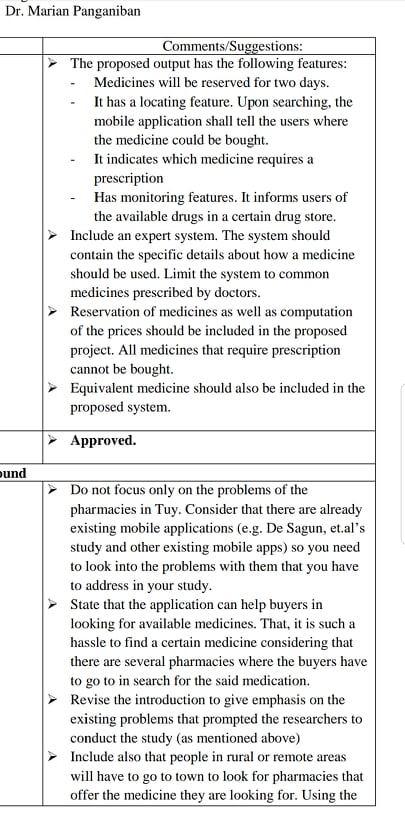 Dr. Marian Panganiban
Comments/Suggestions:
➢ The proposed output has the following features:
- Medicines will be reserved for two days.
- It has a locating feature. Upon searching, the
mobile application shall tell the users where
the medicine could be bought.
- It indicates which medicine requires a
prescription
- Has monitoring features. It informs users of
the available drugs in a certain drug store.
➢ Include an expert system. The system should
contain the specific details about how a medicine
should be used. Limit the system to common
medicines prescribed by doctors.
➢ Reservation of medicines as well as computation
of the prices should be included in the proposed
project. All medicines that require prescription
cannot be bought.
➢ Equivalent medicine should also be included in the
proposed system.
➢ Approved.
ound
➢ Do not focus only on the problems of the
pharmacies in Tuy. Consider that there are already
existing mobile applications (e.g. De Sagun, et.al’s
study and other existing mobile apps) so you need
to look into the problems with them that you have
to address in your study.
➢ State that the application can help buyers in
looking for available medicines. That, it is such a
hassle to find a certain medicine considering that
there are several pharmacies where the buyers have
to go to in search for the said medication.
➢ Revise the introduction to give emphasis on the
existing problems that prompted the researchers to
conduct the study (as mentioned above)
➢ Include also that people in rural or remote areas
will have to go to town to look for pharmacies that
offer the medicine they are looking for. Using the